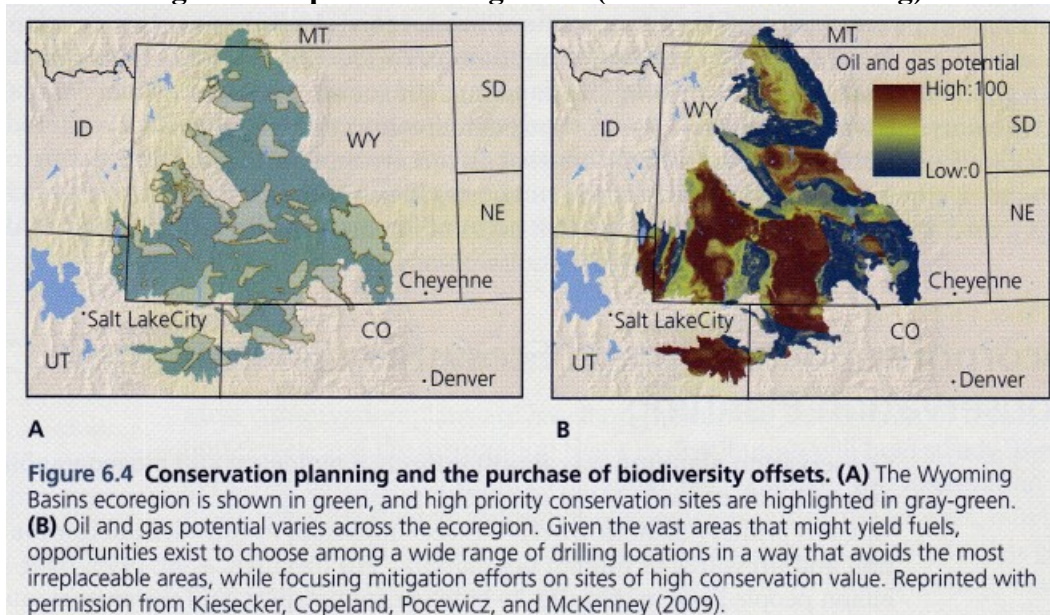 MT
SD
ID
WY
NE
Cheyenne
Salt LakeCity
CO
UT
Denver
MT
Oil and gas potential
High:100
WY
SD
ID
Low:0
NE
Cheyenne
Salt LakeCity
CO
UT
Denver
A
B
Figure 6.4 Conservation planning and the purchase of biodiversity offsets. (A) The Wyoming
Basins ecoregion is shown in green, and high priority conservation sites are highlighted in gray-green.
(B) Oil and gas potential varies across the ecoregion. Given the vast areas that might yield fuels,
opportunities exist to choose among a wide range of drilling locations in a way that avoids the most
irreplaceable areas, while focusing mitigation efforts on sites of high conservation value. Reprinted with
permission from Kiesecker, Copeland, Pocewicz, and McKenney (2009).